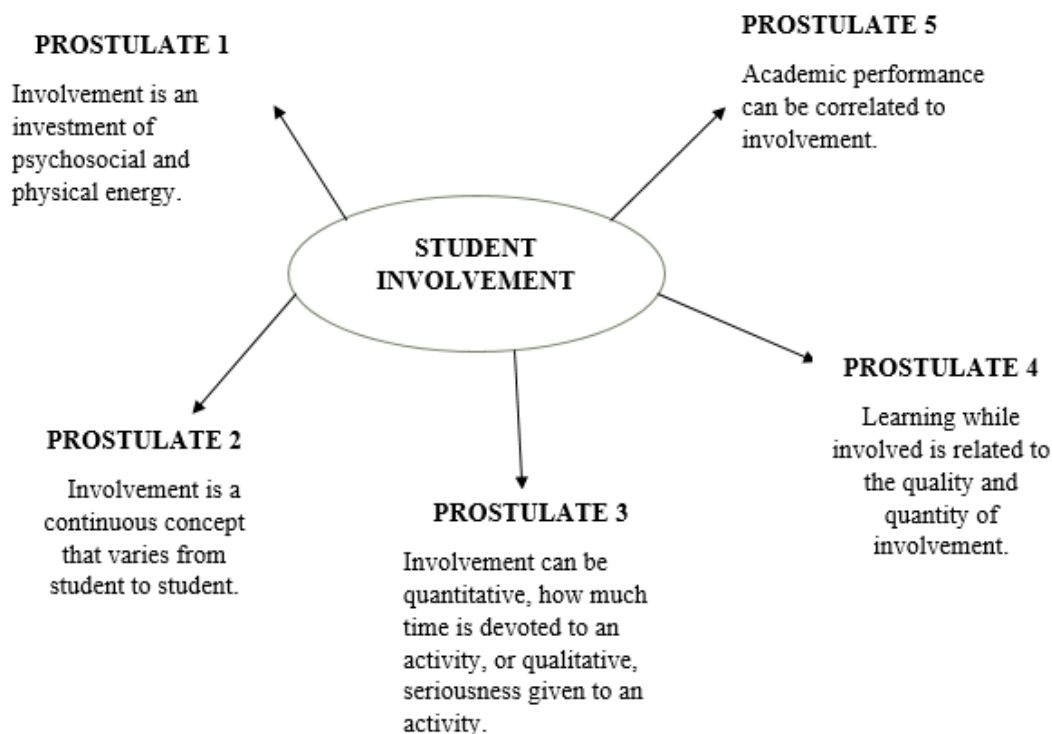 PROSTULATE 1
Involvement is an
investment of
psychosocial and
physical energy.
PROSTULATE 5
Academic performance
can be correlated to
involvement.
STUDENT
INVOLVEMENT
PROSTULATE 2
Involvement is a
continuous concept
that varies from
student to student.
PROSTULATE 3
Involvement can be
quantitative, how much
time is devoted to an
activity, or qualitative,
seriousness given to an
activity.
PROSTULATE 4
Learning while
involved is related to
the quality and
quantity of
involvement.